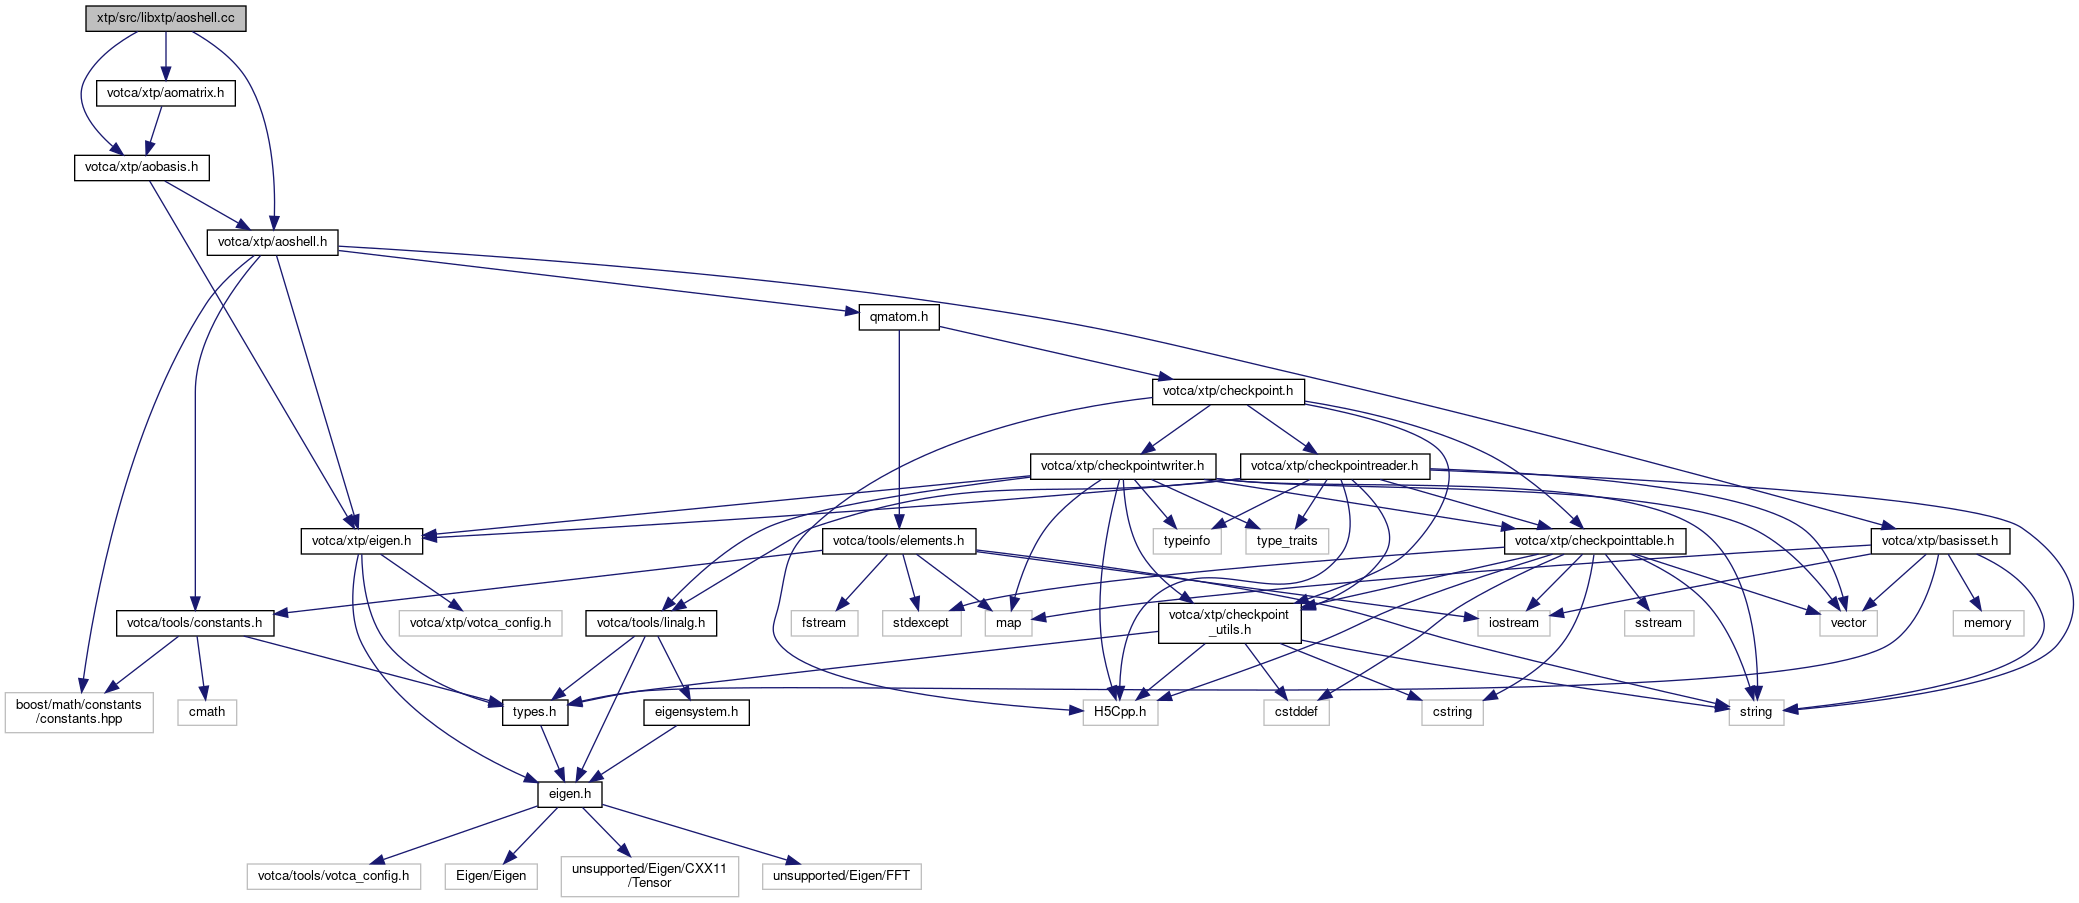 xtp/src/libxtp/aoshell.cc
votca/xtp/aomatrix.h
votca/xtp/aobasis.h
votca/xtp/aoshell.h
qmatom.h
votca/xtp/checkpoint.h
votca/xtp/checkpointwriter.h
votca/xtp/checkpointreader.h
votca/xtp/eigen.h
votca/tools/elements.h
typeinfo
type_traits
votca/xtp/checkpointtable.h
votca/xtp/basisset.h
votca/tools/constants.h
votca/xtp/votca_config.h
votca/tools/linalg.h
fstream
stdexcept
map
votca/xtp/checkpoint
_utils.h
iostream
sstream
vector
memory
boost/math/constants
/constants.hpp
cmath
types.h
eigensystem.h
H5Cpp.h
cstddef
cstring
string
eigen.h
votca/tools/votca_config.h
Eigen/Eigen
unsupported/Eigen/CXX11
/Tensor
unsupported/Eigen/FFT